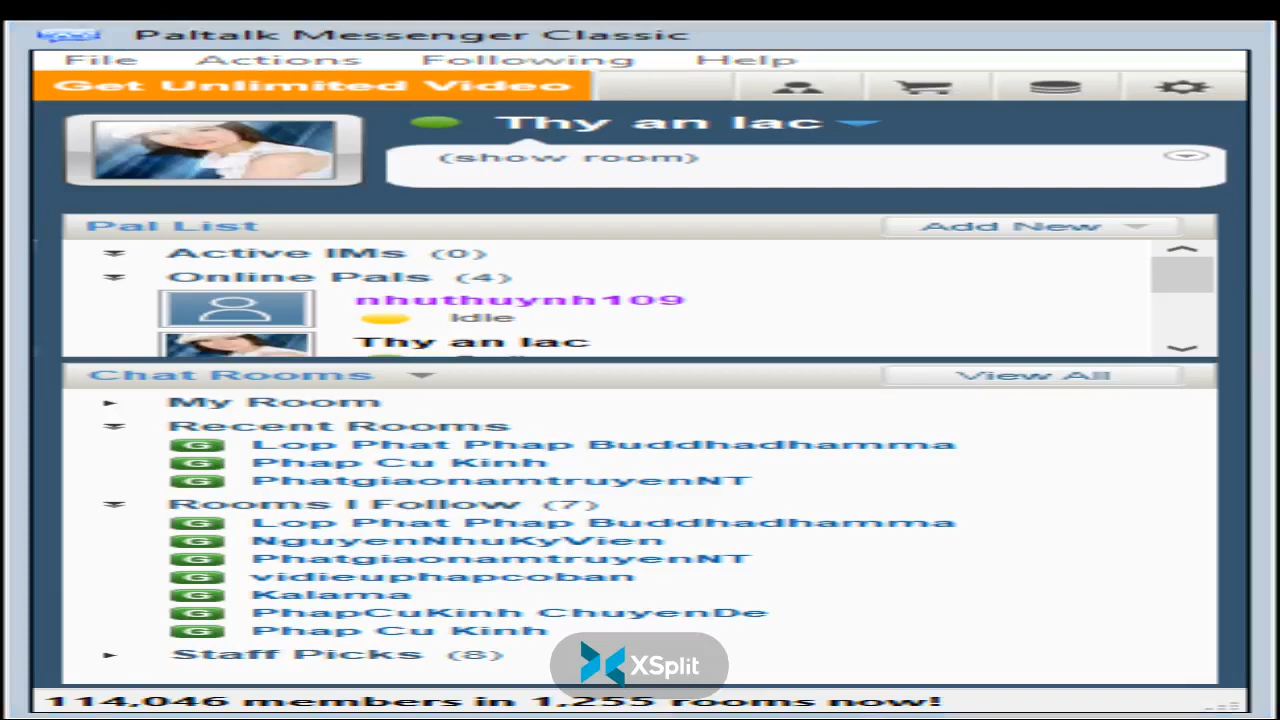 Paltalk Messenger Classic
File Actions Following Help
Get Unlimited Video
Thy an lac
(show room)
Pal List Add New
Active IMs (0)
Online Pals (4)
nhuthuynh109
Idle
Thy an lac
Chat Rooms View All
My Room
Recent Rooms
G Lop Phat Phap Buddhadhamma
G Phap Cu Kinh
G PhatgiaonamtruyenNT
Rooms I Follow (7)
G Lop Phat Phap Buddhadhamma
G NguyenNhuKyVien
G PhatgiaonamtruyenNT
G vidieuphapcoban
G Kalama
G PhapCuKinh ChuyenDe
G Phap Cu Kinh
Staff Picks (8)
XSplit
114,046 members in 1,255 rooms now!